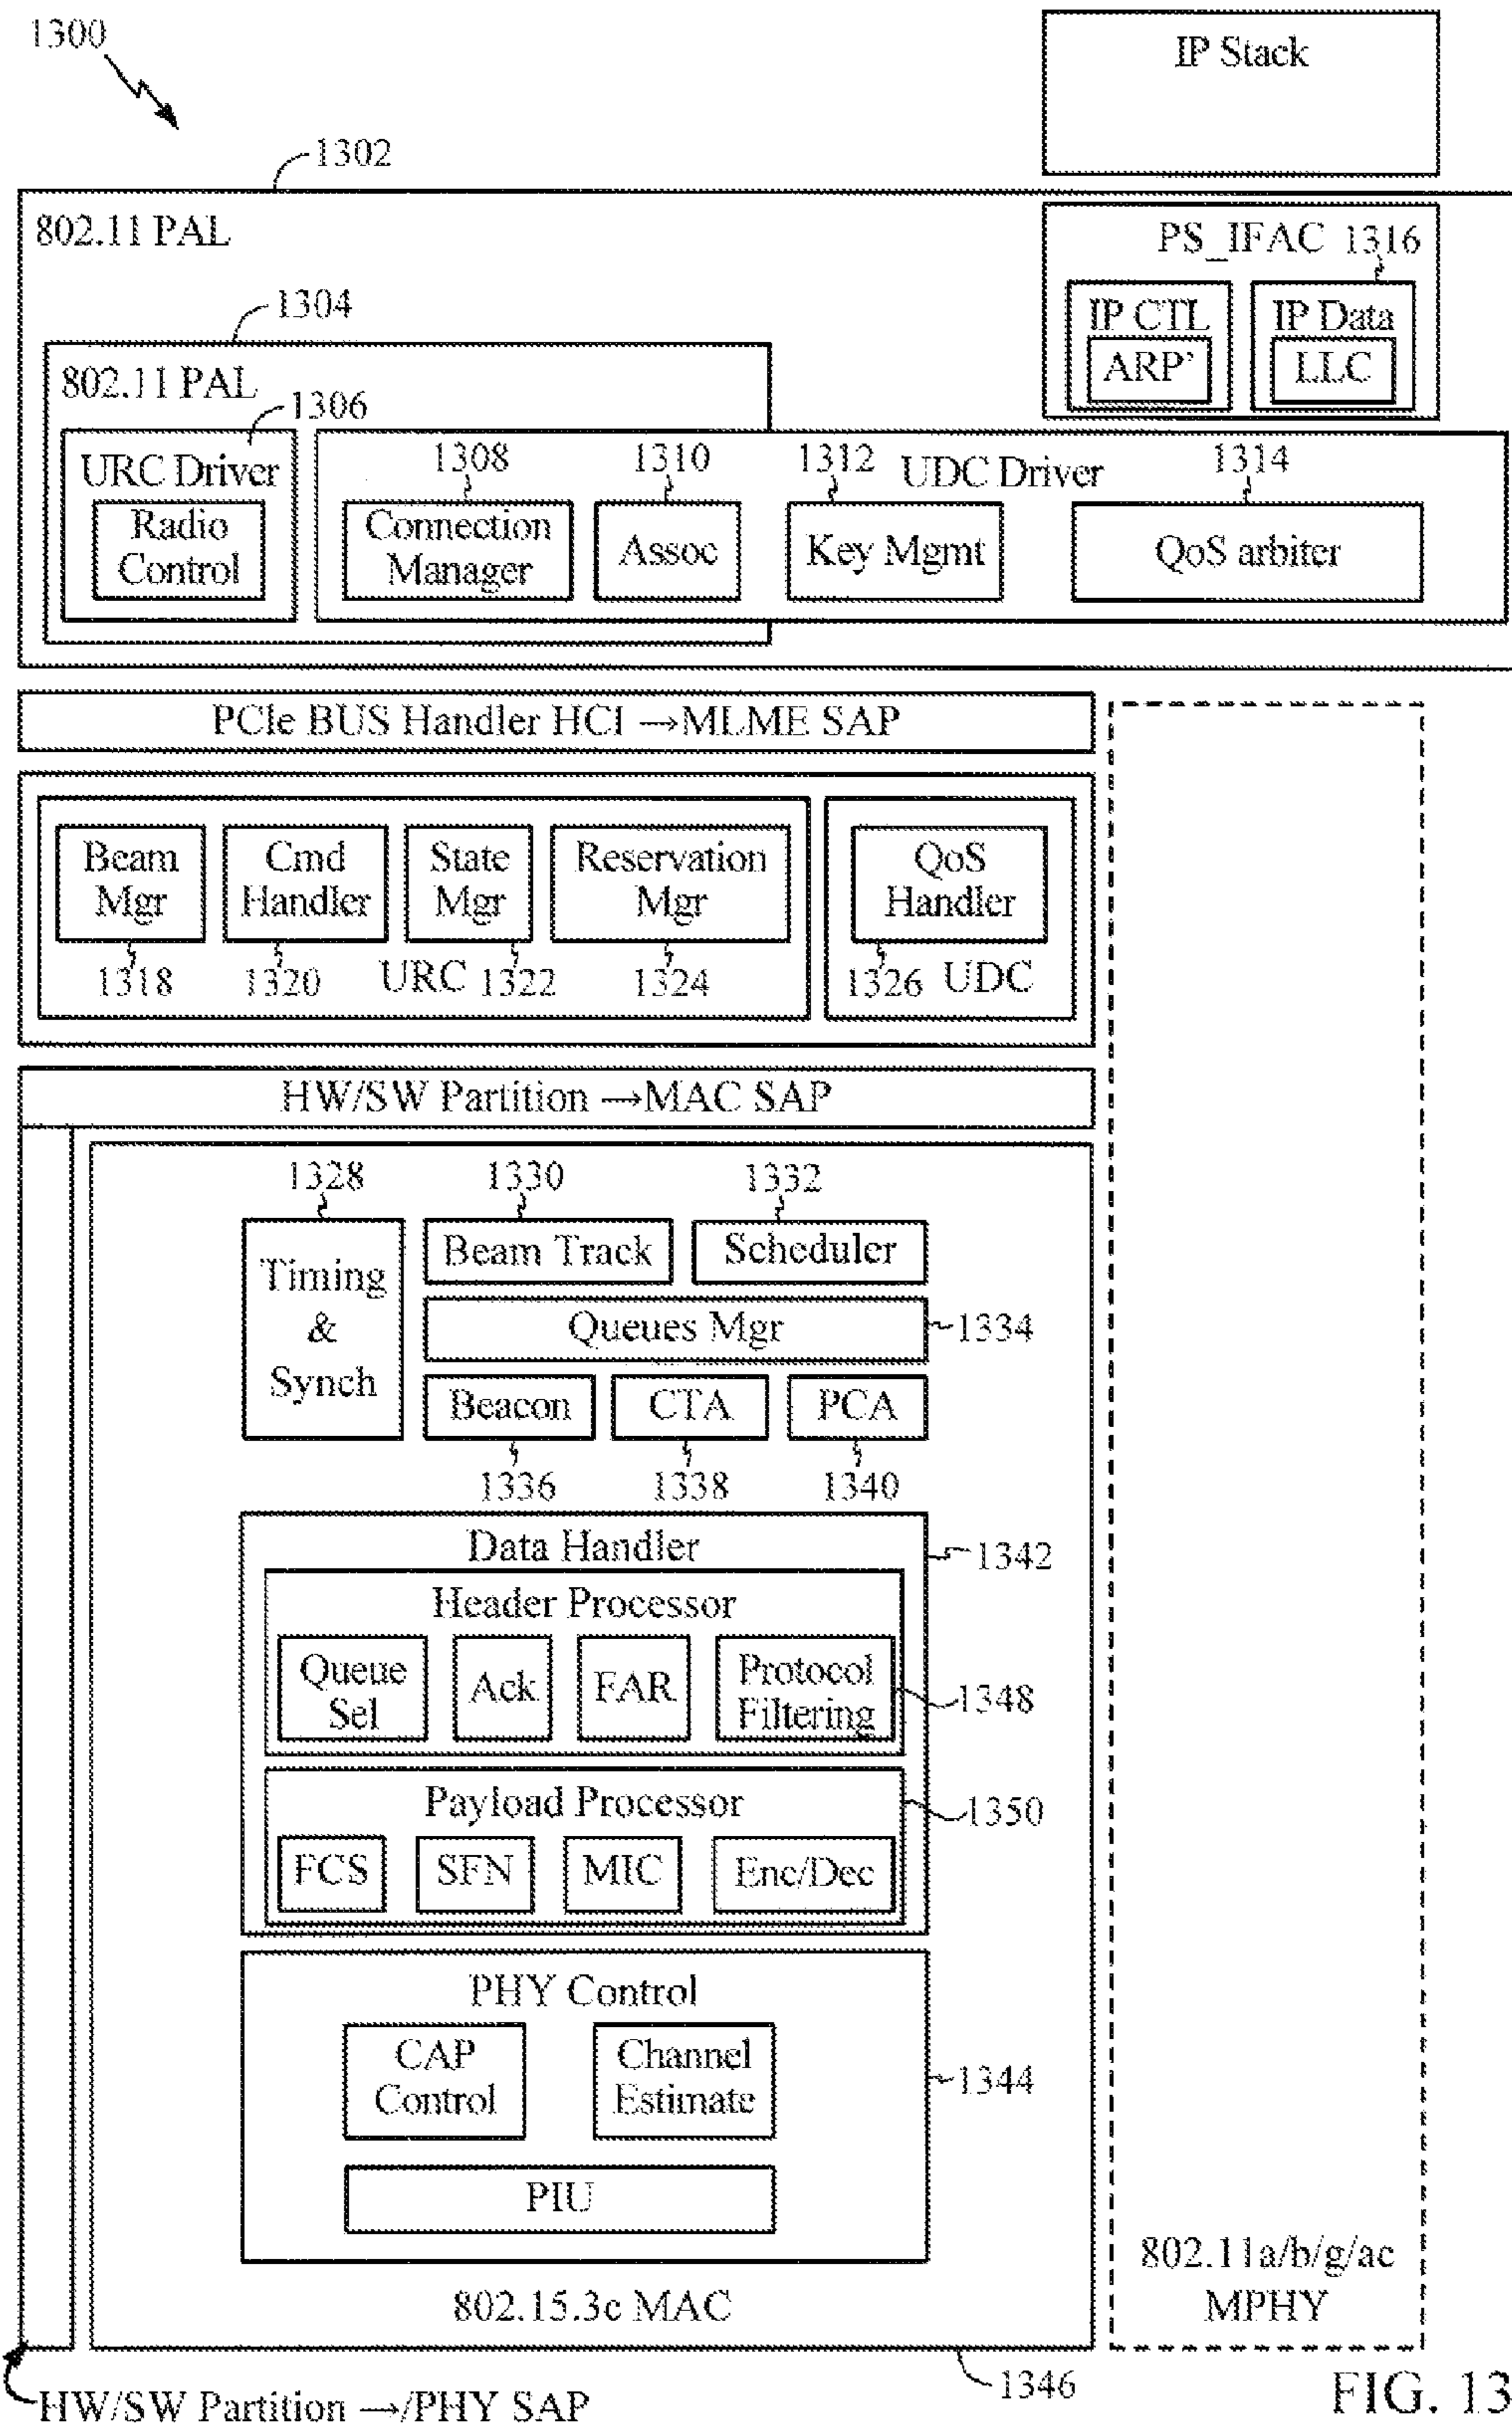 1300
IP Stack
1302
802.11 PAL
PS_IFAC 1316
IP CTL
ARP'
IP Data
LLC
1304
802.11 PAL
1306
URC Driver
Radio
Control
1308
1310
1312
UDC Driver
1314
Connection
Manager
Assoc
Key Mgmt
QoS arbiter
PCIe BUS Handler HCI →MLME SAP
Beam
Mgr
Cmd
Handler
State
Mgr
Reservation
Mgr
QoS
Handler
1318
1320
URC
1322
1324
1326
UDC
HW/SW Partition →MAC SAP
1328
1330
1332
Timing
&
Synch
Beam Track
Scheduler
Queues Mgr
1334
Beacon
CTA
PCA
1336
1338
1340
Data Handler
1342
Header Processor
Queue
Sel
Ack
FAR
Protocol
Filtering
1348
Payload Processor
1350
FCS
SFN
MIC
Enc/Dec
PHY Control
CAP
Control
Channel
Estimate
1344
PIU
802.15.3c MAC
802.11a/b/g/ac
MPHY
1346
HW/SW Partition →/PHY SAP
FIG. 13